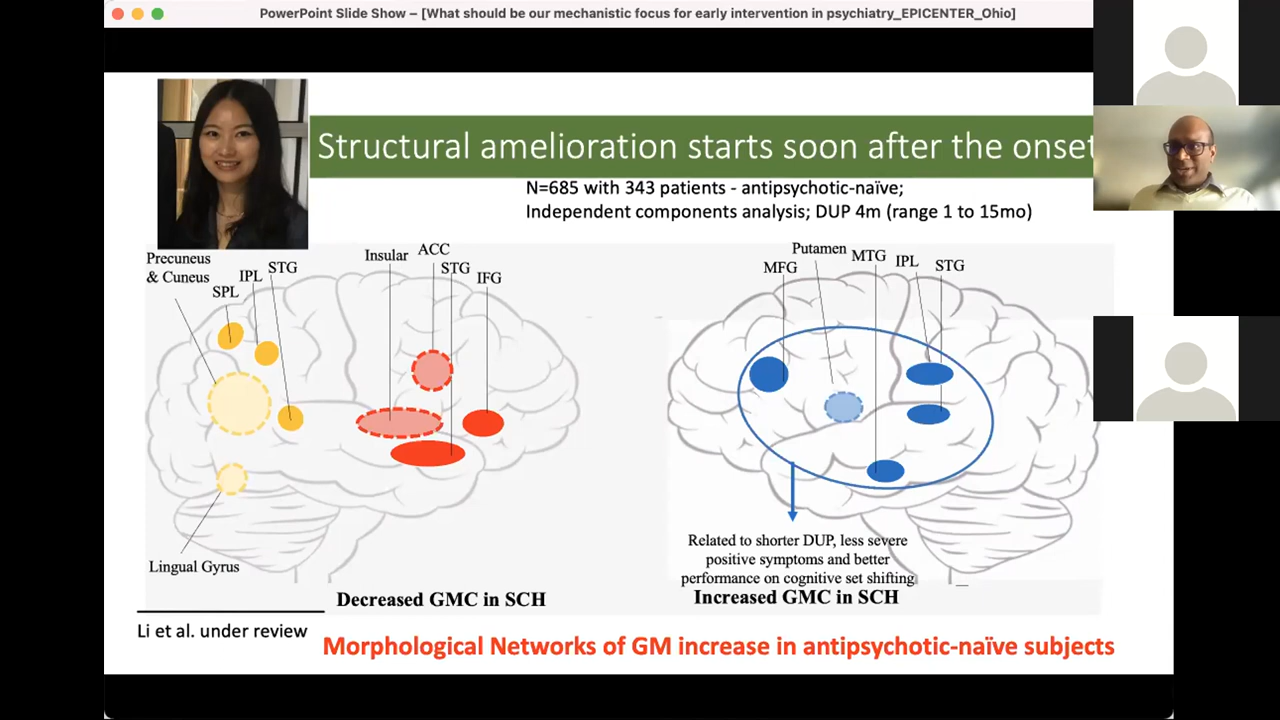 PowerPoint Slide Show – [What should be our mechanistic focus for early intervention in psychiatry_EPICENTER_Ohio]
Structural amelioration starts soon after the onset
N=685 with 343 patients - antipsychotic-naïve;
Independent components analysis; DUP 4m (range 1 to 15mo)
Precuneus
& Cuneus
SPL
IPL
STG
Insular
ACC
STG
IFG
Lingual Gyrus
Decreased GMC in SCH
MFG
Putamen
MTG
IPL
STG
Related to shorter DUP, less severe
positive symptoms and better
performance on cognitive set shifting
Increased GMC in SCH
Li et al. under review
Morphological Networks of GM increase in antipsychotic-naïve subjects